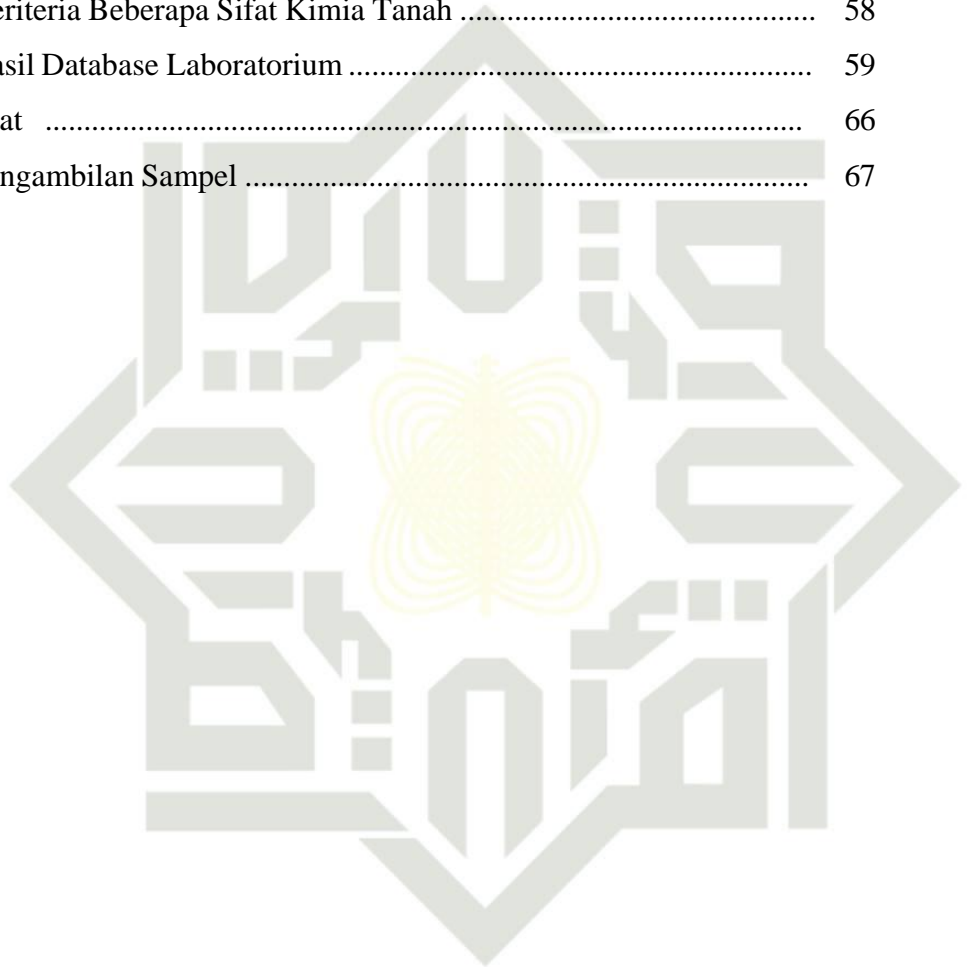 eriteria Beberapa Sifat Kimia Tanah ........................................ 58
asil Database Laboratorium ................................................. 59
at ................................................................................ 66
ngambilan Sampel ............................................................ 67